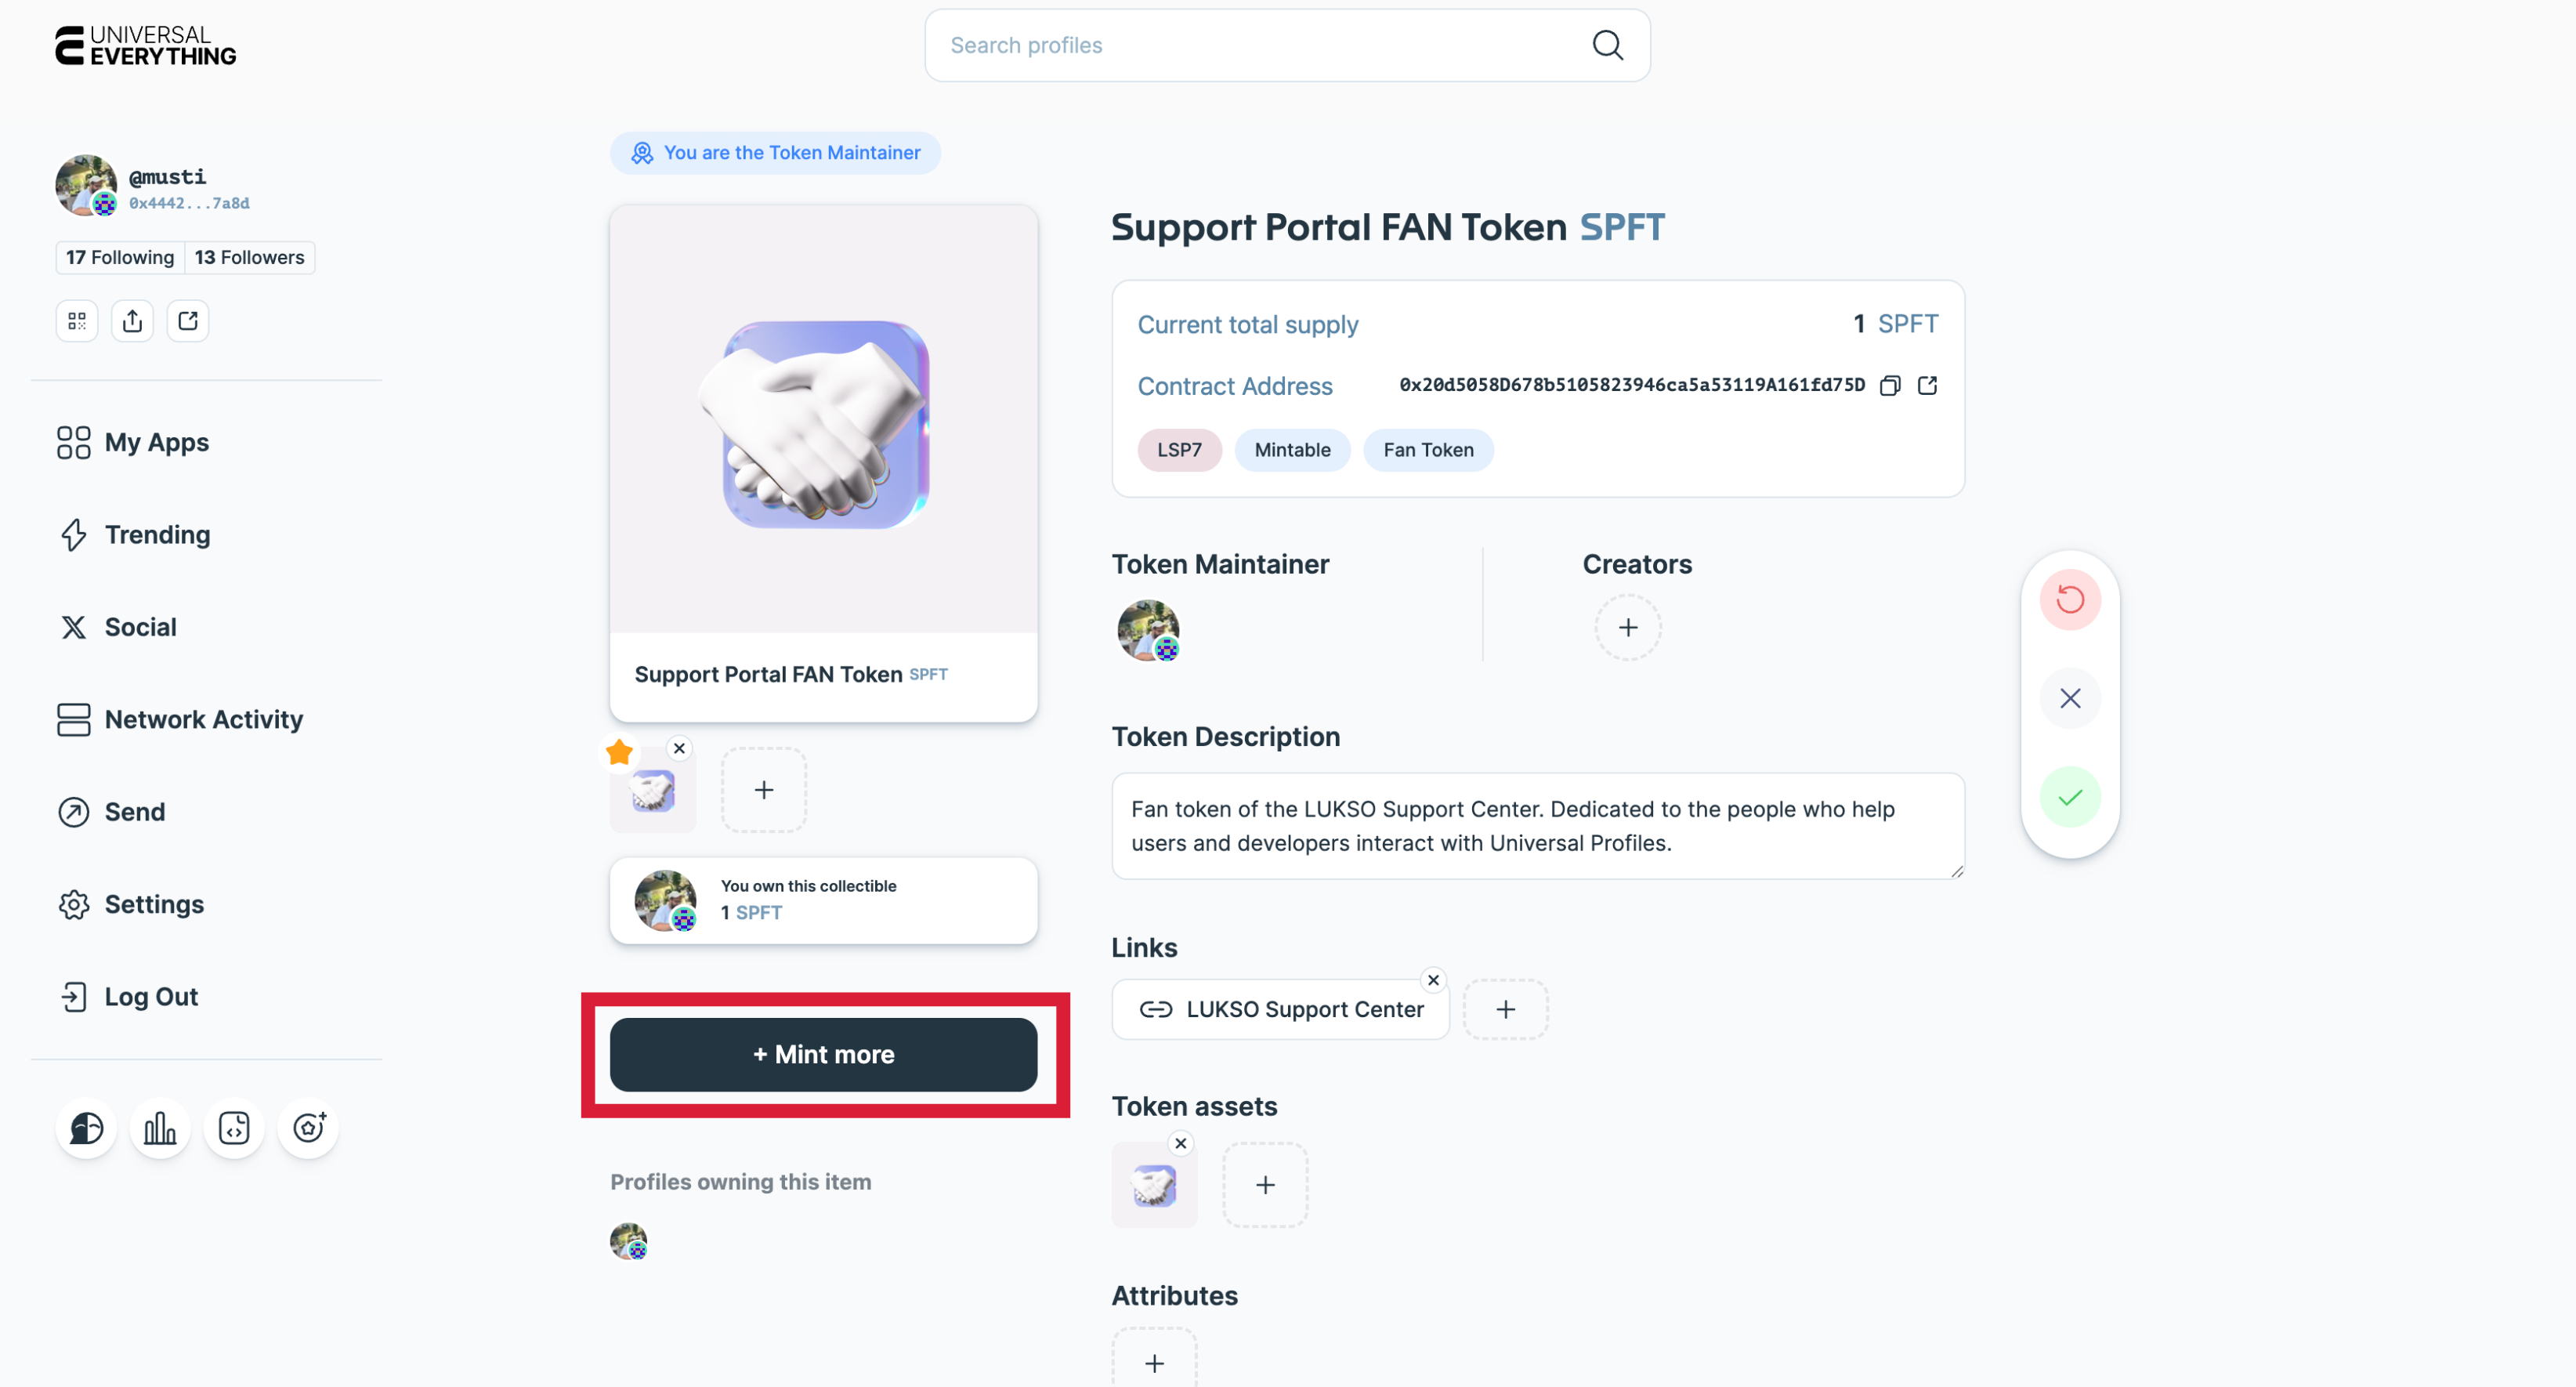 UNIVERSAL
EVERYTHING
Search profiles
@musti
0x4442...7a8d
17 Following
13 Followers
My Apps
Trending
Social
Network Activity
Send
Settings
Log Out
You are the Token Maintainer
Support Portal FAN Token SPFT
You own this collectible
1 SPFT
+ Mint more
Profiles owning this item
Support Portal FAN Token SPFT
Current total supply
1 SPFT
Contract Address
0x20d5058D678b5105823946ca5a53119A161fd75D
LSP7
Mintable
Fan Token
Token Maintainer
Creators
Token Description
Fan token of the LUKSO Support Center. Dedicated to the people who help
users and developers interact with Universal Profiles.
Links
LUKSO Support Center
Token assets
Attributes